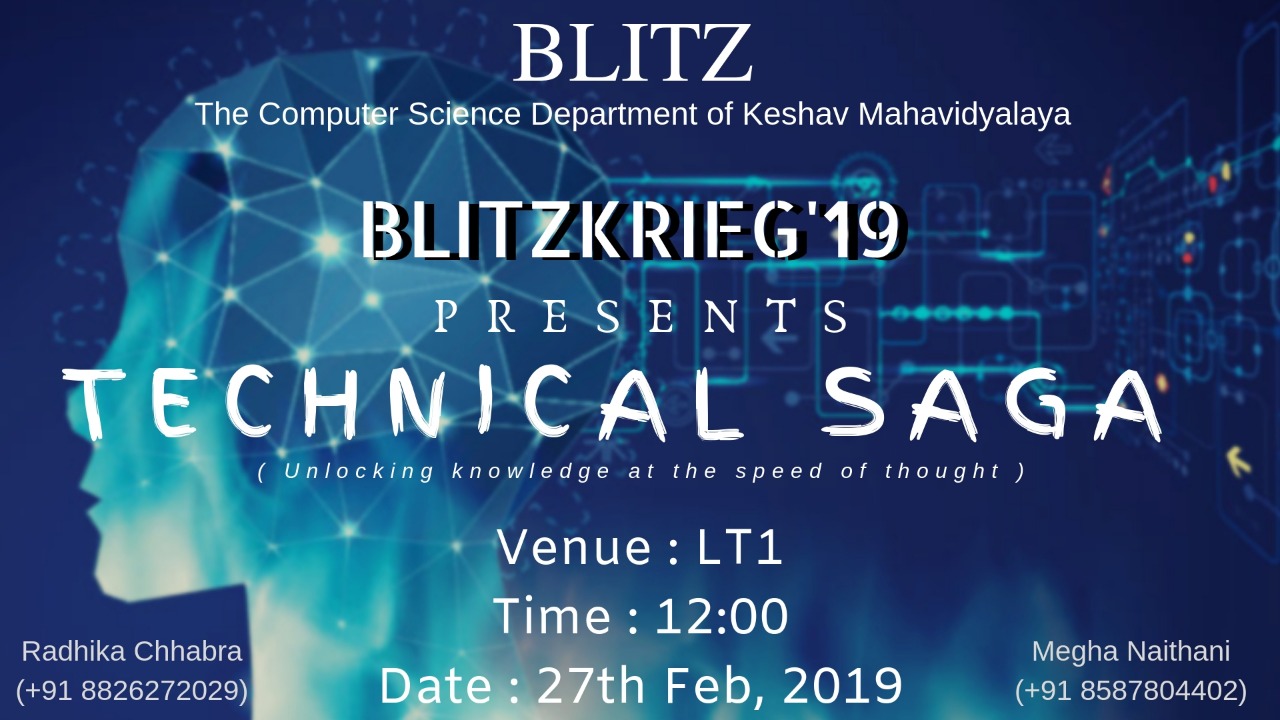 BLITZ
The Computer Science Department of Keshav Mahavidyalaya
BLITZKRIEG'19
PRESENTS
TECHNICAL SAGA
( Unlocking knowledge at the speed of thought )
Venue : LT1
Time : 12:00
Date : 27th Feb, 2019
Radhika Chhabra
(+91 8826272029)
Megha Naithani
(+91 8587804402)